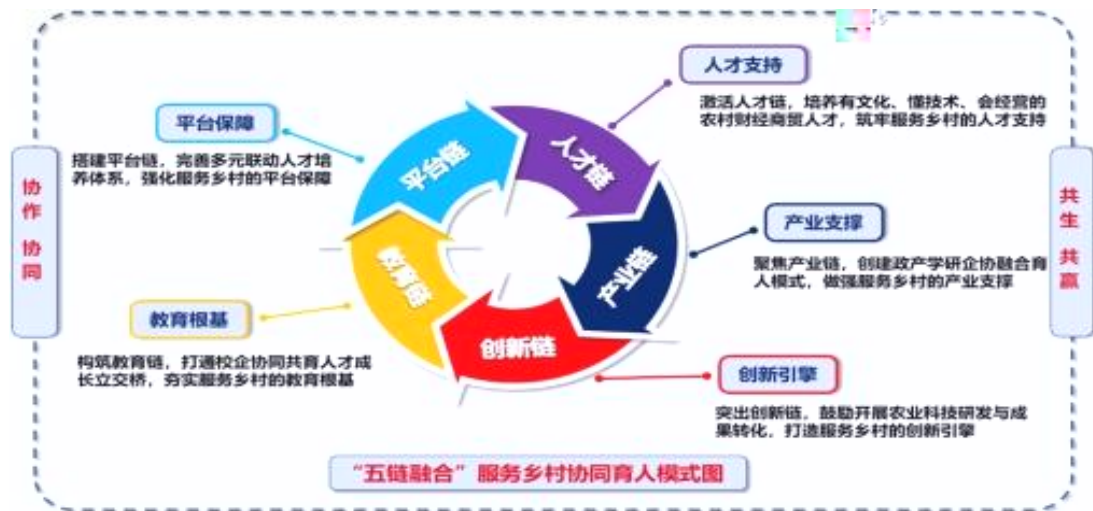 人才支持
激活人才链，培养有文化、懂技术、会经营的
农村财经商贸人才，筑牢服务乡村的人才支持
平台保障
搭建平台链，完善多元联动人才培
养体系，强化服务乡村的平台保障
平台链
人才链
协作 协同
共生 共赢
产业支撑
聚焦产业链，创建政产学研企协融合育
人模式，做强服务乡村的产业支撑
教育链
产业链
创新链
教育根基
构筑教育链，打通校企协同共育人才成
长立交桥，夯实服务乡村的教育根基
创新引擎
突出创新链，鼓励开展农业科技研发与成
果转化，打造服务乡村的创新引擎
“五链融合”服务乡村协同育人模式图